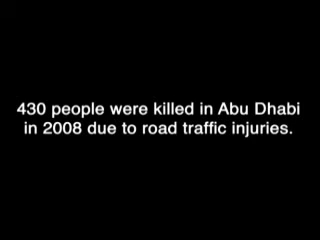 430 people were killed in Abu Dhabi
in 2008 due to road traffic injuries.